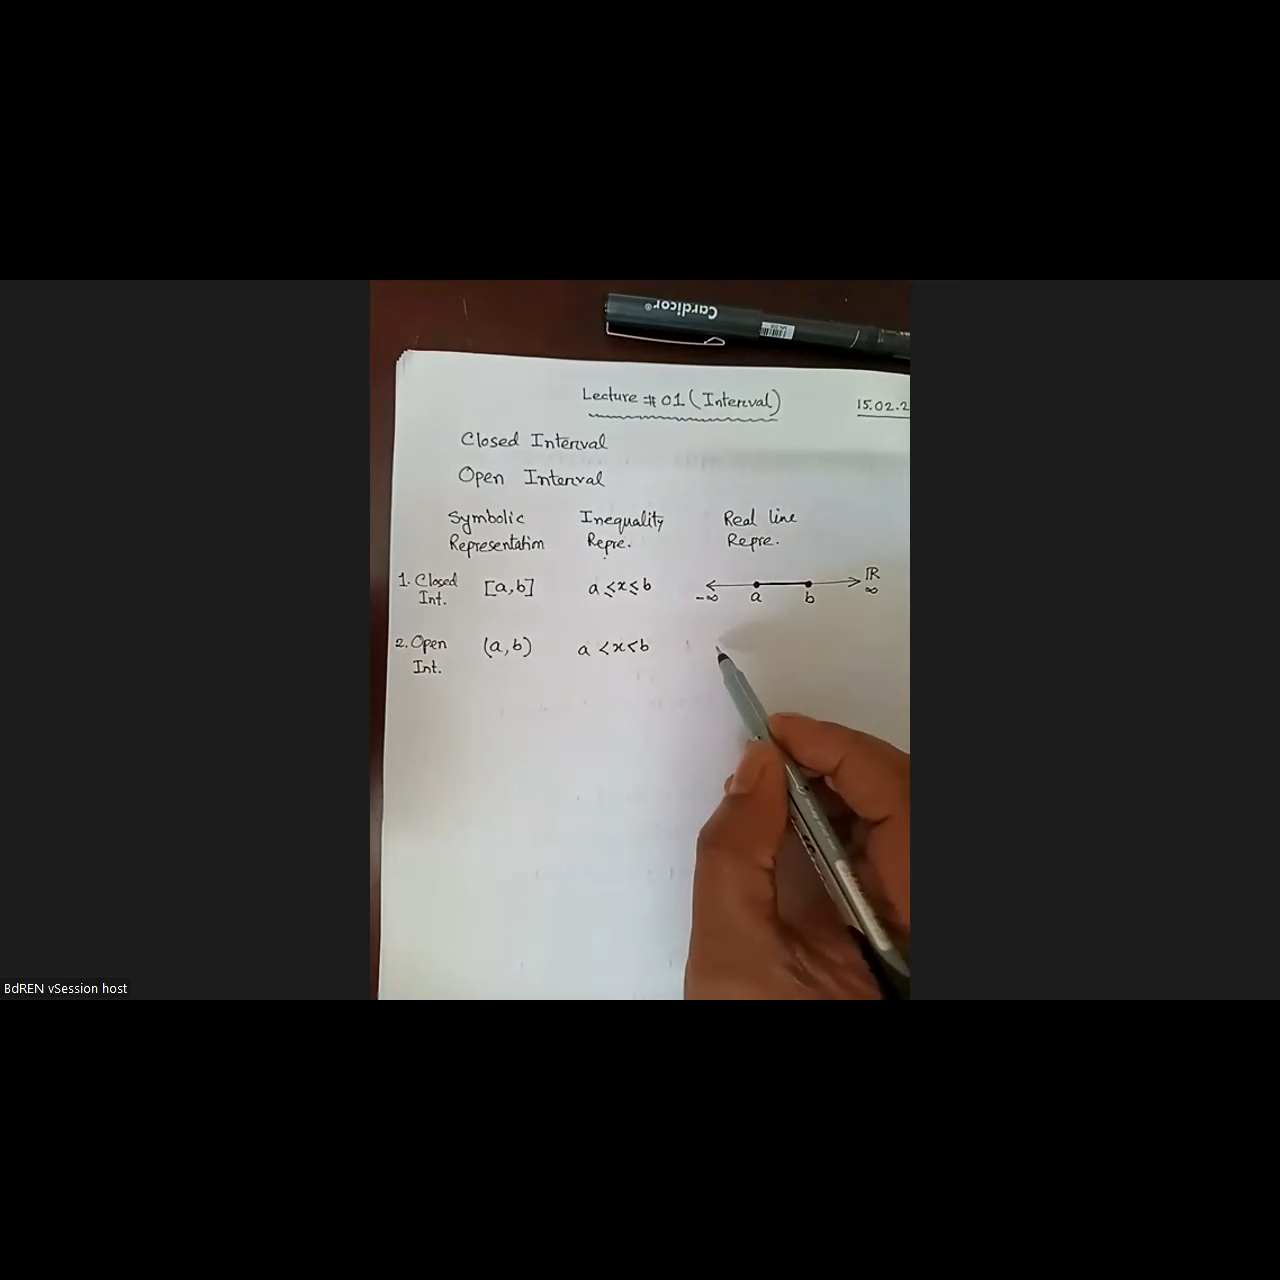 Cardicor®
Lecture # 01 (Interval)
15.02.2
Closed Interval
Open Interval
Symbolic Representation
Inequality Repre.
Real line Repre.
1. Closed Int.
[a,b]
a ≤ x ≤ b
-∞ a b ℝ ∞
2. Open Int.
(a, b)
a < x < b
BdREN vSession host